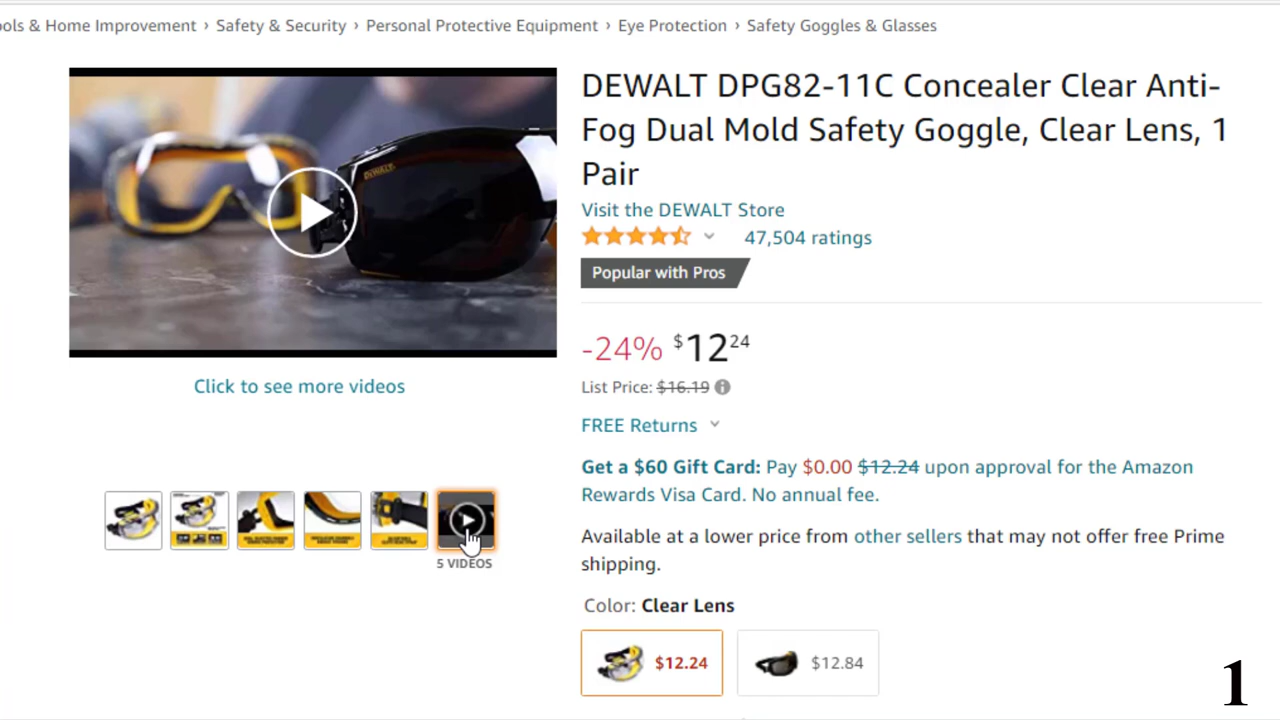 ols & Home Improvement › Safety & Security › Personal Protective Equipment › Eye Protection › Safety Goggles & Glasses
DEWALT DPG82-11C Concealer Clear Anti-
Fog Dual Mold Safety Goggle, Clear Lens, 1
Pair
Visit the DEWALT Store
47,504 ratings
Popular with Pros
-24% $12 24
List Price: $16.19
FREE Returns
Get a $60 Gift Card: Pay $0.00 $12.24 upon approval for the Amazon
Rewards Visa Card. No annual fee.
Available at a lower price from other sellers that may not offer free Prime
shipping.
Color: Clear Lens
$12.24
$12.84
DEWALT
Click to see more videos
5 VIDEOS
1